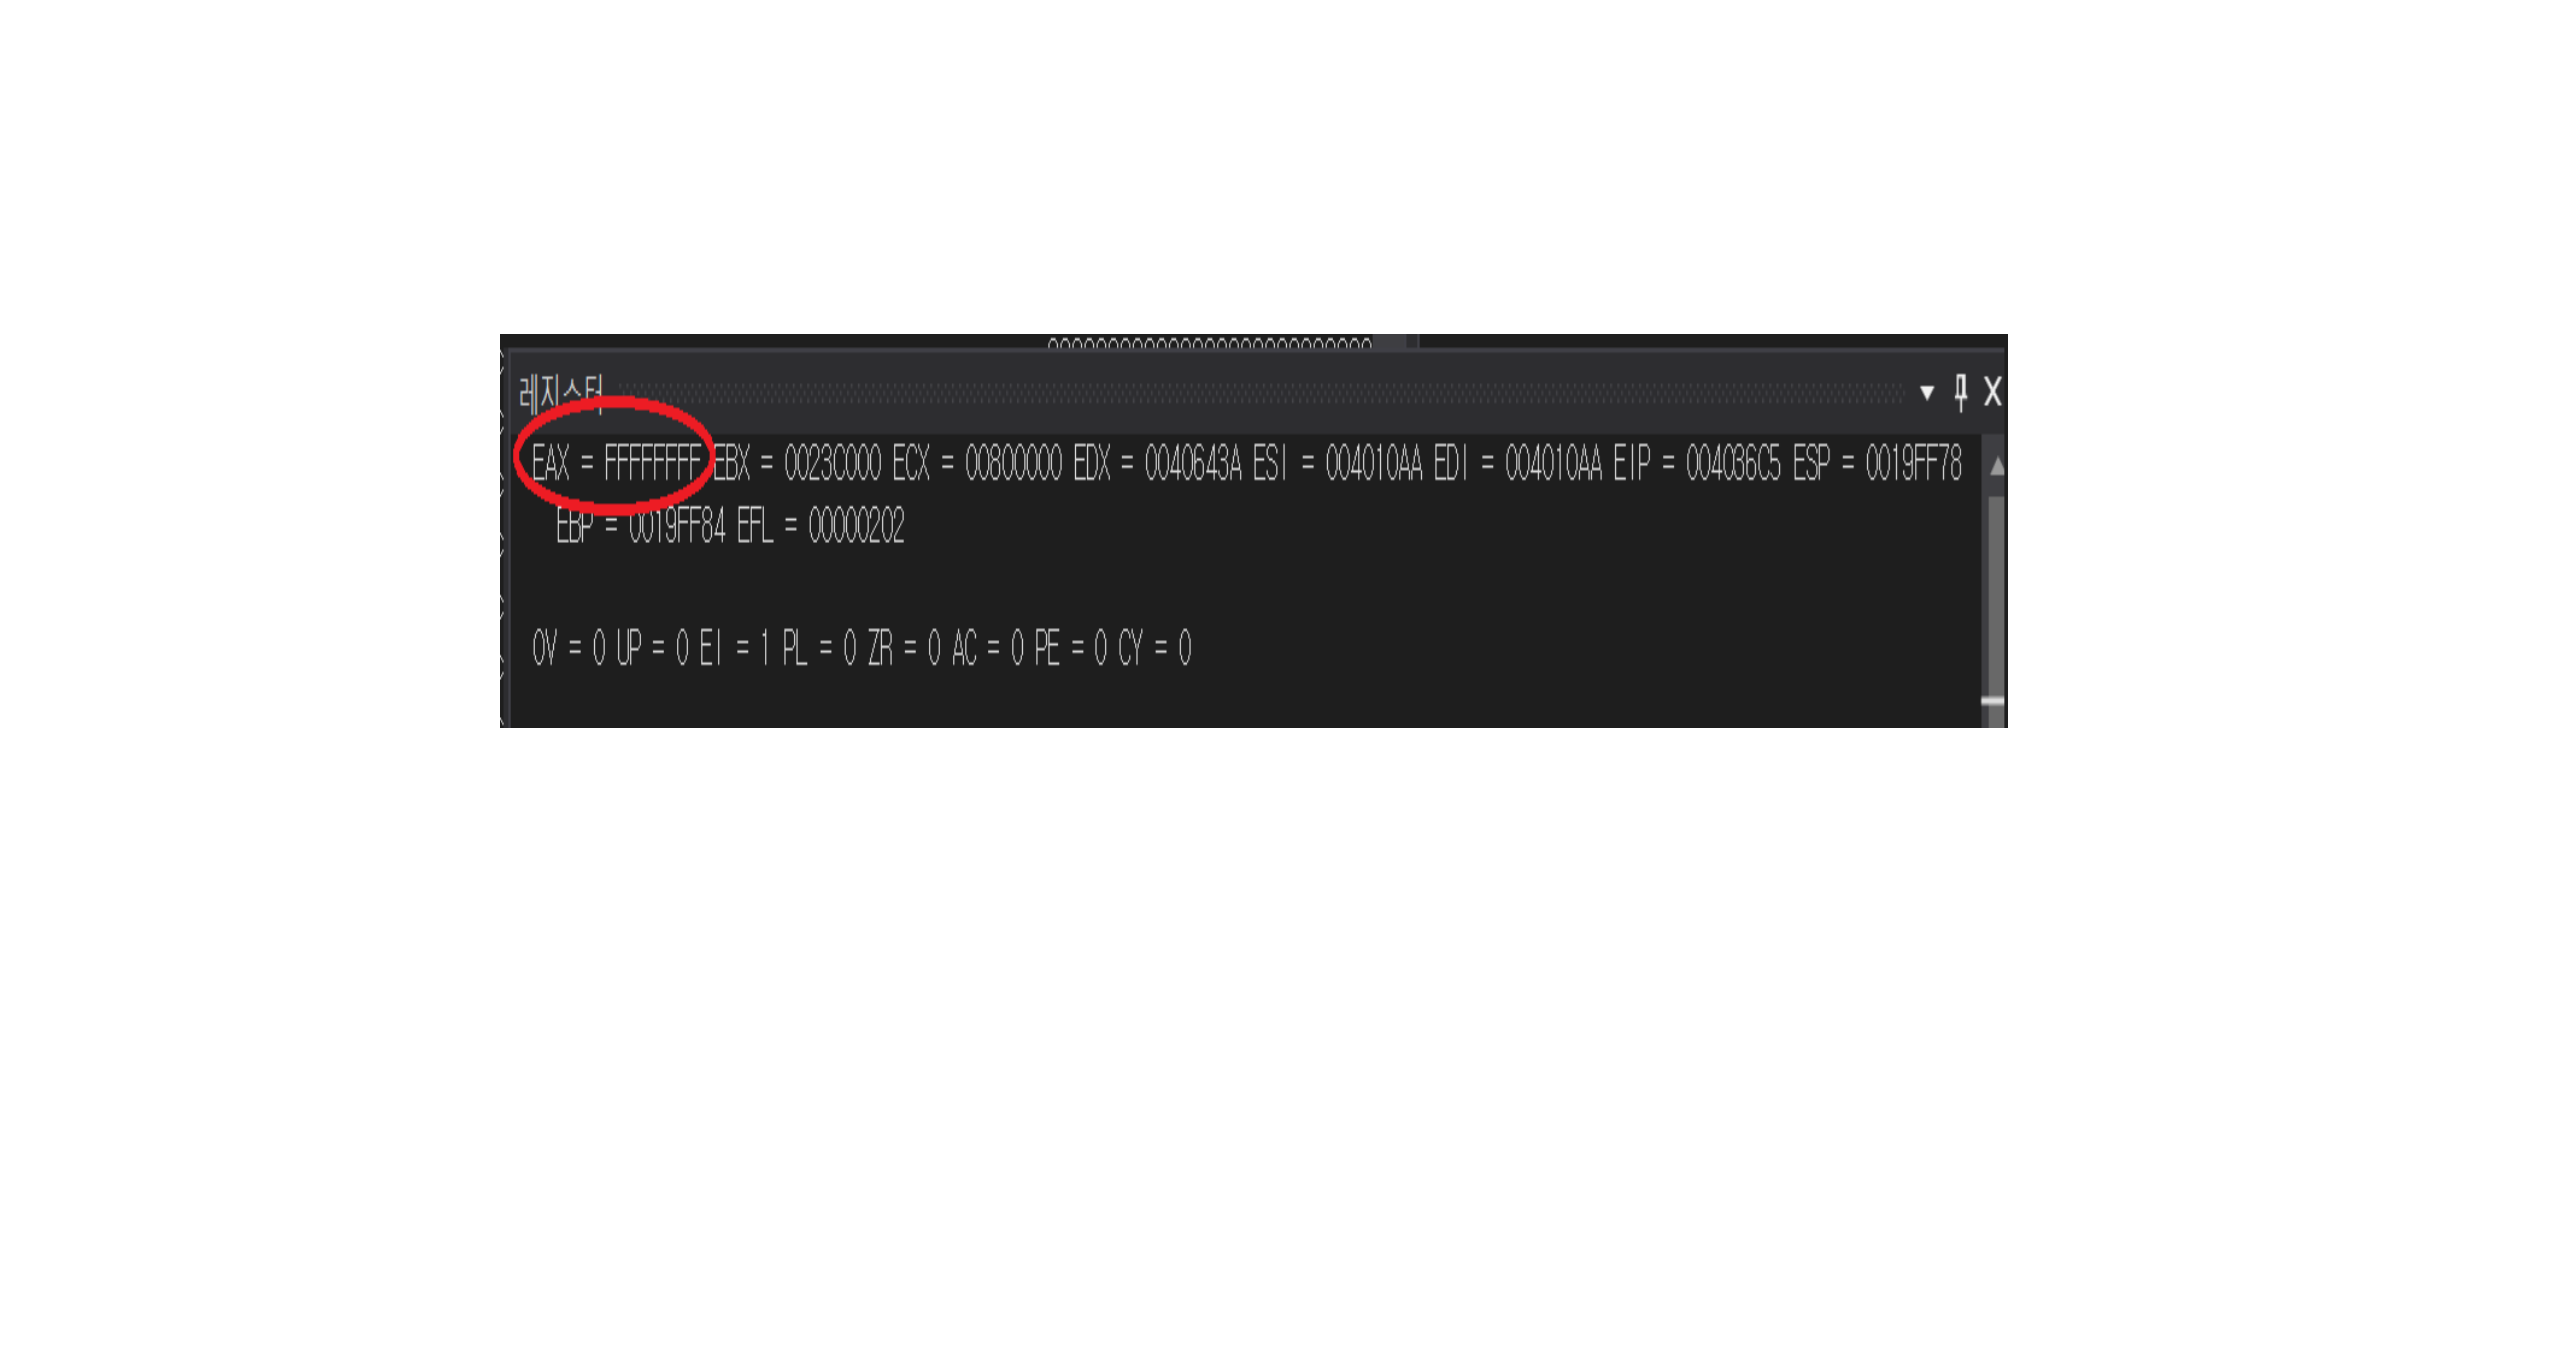 레지스터
EAX = FFFFFFFF EBX = 0023C000 ECX = 00800000 EDX = 0040643A ESI = 004010AA EDI = 004010AA EIP = 004036C5 ESP = 0019FF78
EBP = 0019FF84 EFL = 00000202
OV = 0 UP = 0 EI = 1 PL = 0 ZR = 0 AC = 0 PE = 0 CY = 0